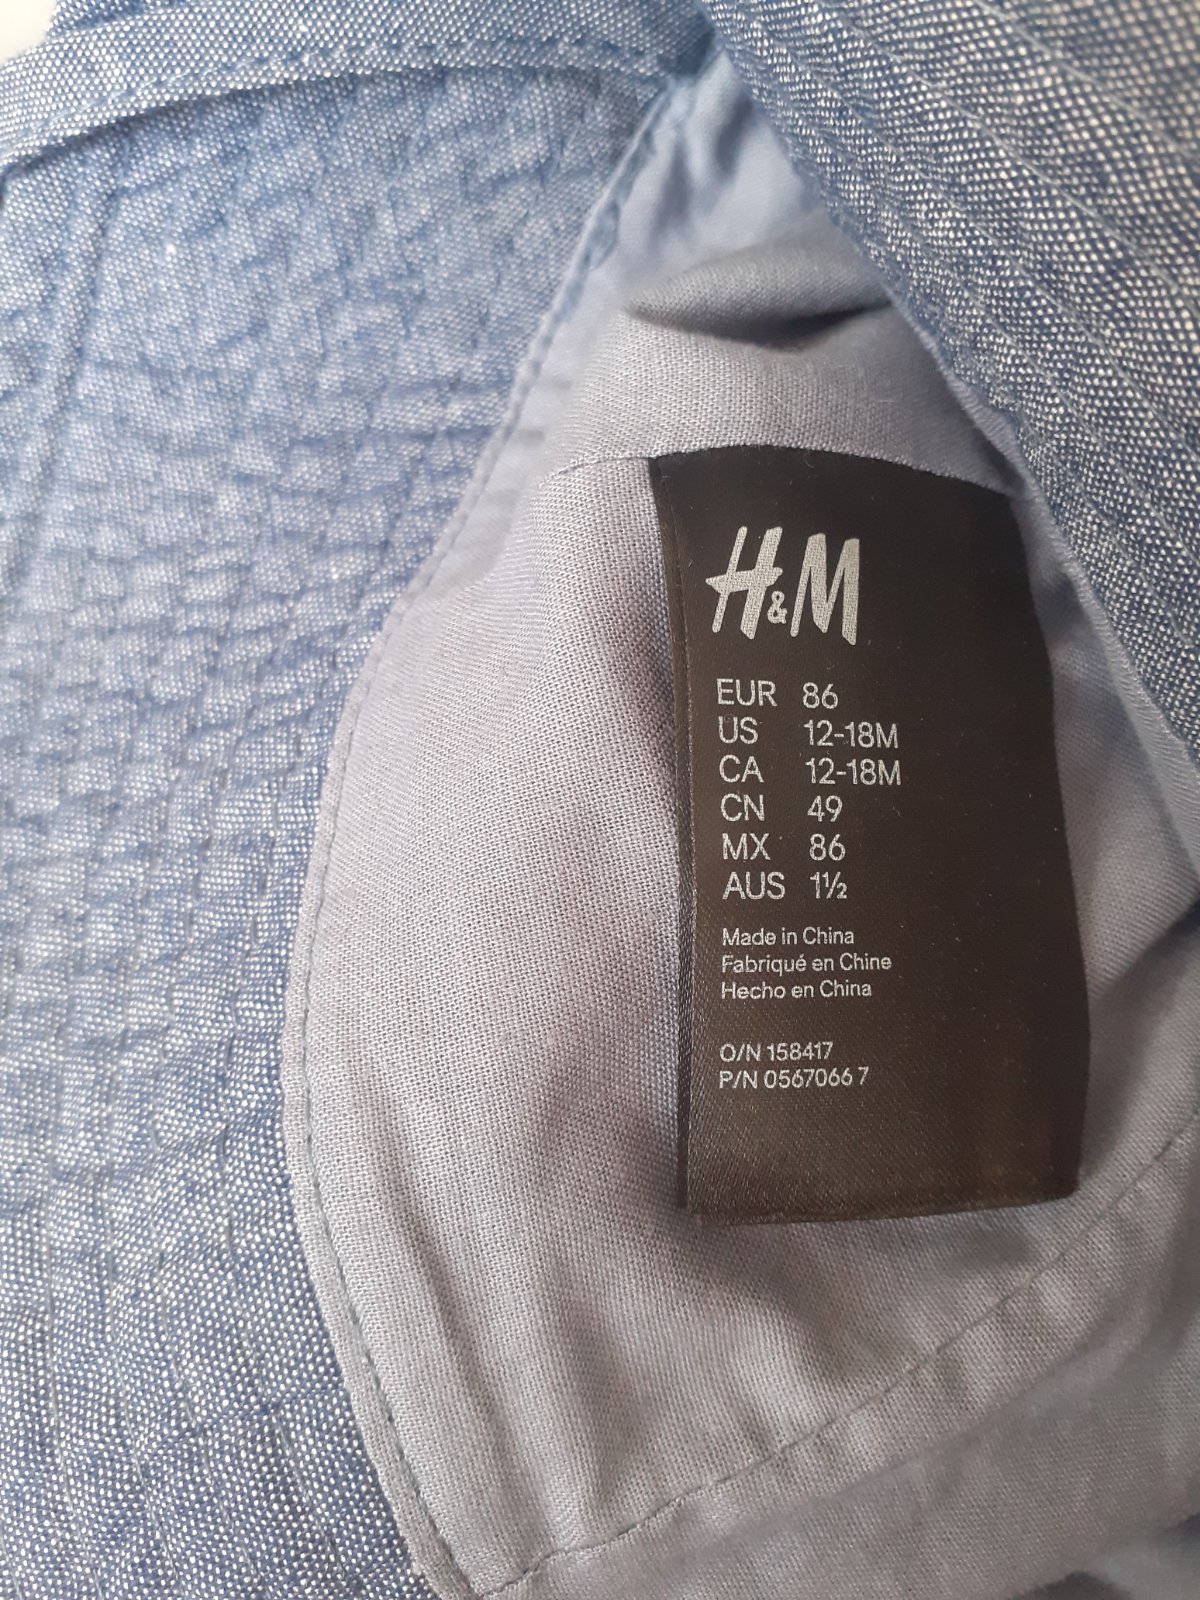 H&M
EUR 86
US 12-18M
CA 12-18M
CN 49
MX 86
AUS 1½
Made in China
Fabriqué en Chine
Hecho en China
O/N 158417
P/N 0567066 7